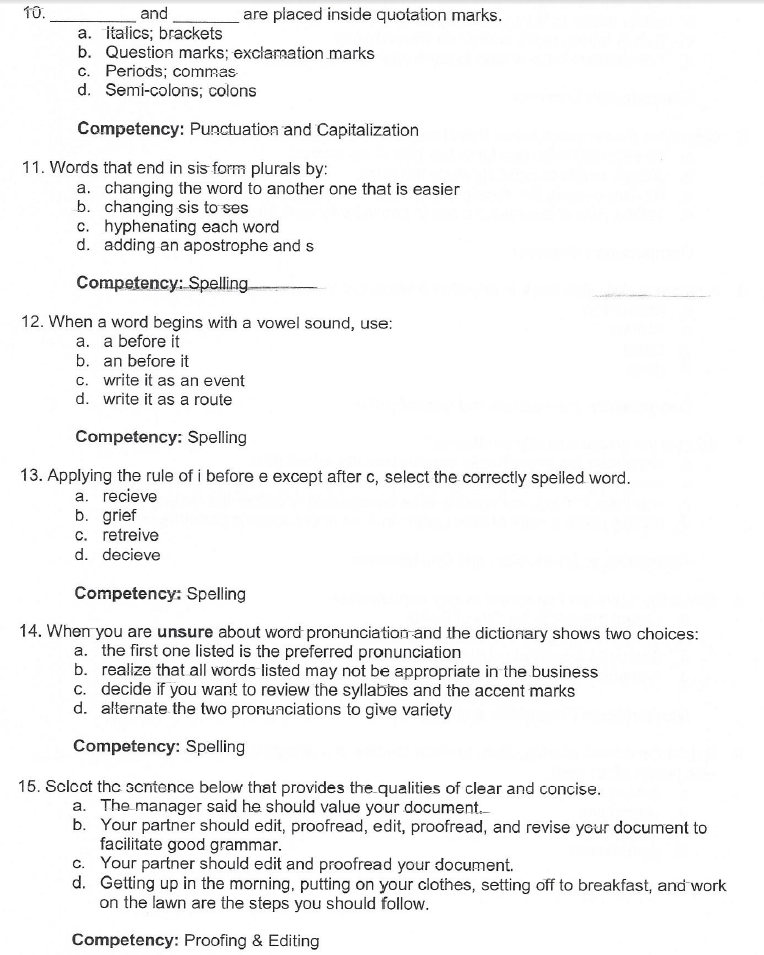 10. ____________ and _______ are placed inside quotation marks.
a. italics; brackets
b. Question marks; exclamation marks
c. Periods; commas
d. Semi-colons; colons
Competency: Punctuation and Capitalization
11. Words that end in sis form plurals by:
a. changing the word to another one that is easier
b. changing sis to ses
c. hyphenating each word
d. adding an apostrophe and s
Competency: Spelling
12. When a word begins with a vowel sound, use:
a. a before it
b. an before it
c. write it as an event
d. write it as a route
Competency: Spelling
13. Applying the rule of i before e except after c, select the correctly spelled word.
a. recieve
b. grief
c. retreive
d. decieve
Competency: Spelling
14. When you are unsure about word pronunciation and the dictionary shows two choices:
a. the first one listed is the preferred pronunciation
b. realize that all words listed may not be appropriate in the business
c. decide if you want to review the syllables and the accent marks
d. alternate the two pronunciations to give variety
Competency: Spelling
15. Select the sentence below that provides the qualities of clear and concise.
a. The manager said he should value your document.
b. Your partner should edit, proofread, edit, proofread, and revise your document to
facilitate good grammar.
c. Your partner should edit and proofread your document.
d. Getting up in the morning, putting on your clothes, setting off to breakfast, and work
on the lawn are the steps you should follow.
Competency: Proofing & Editing